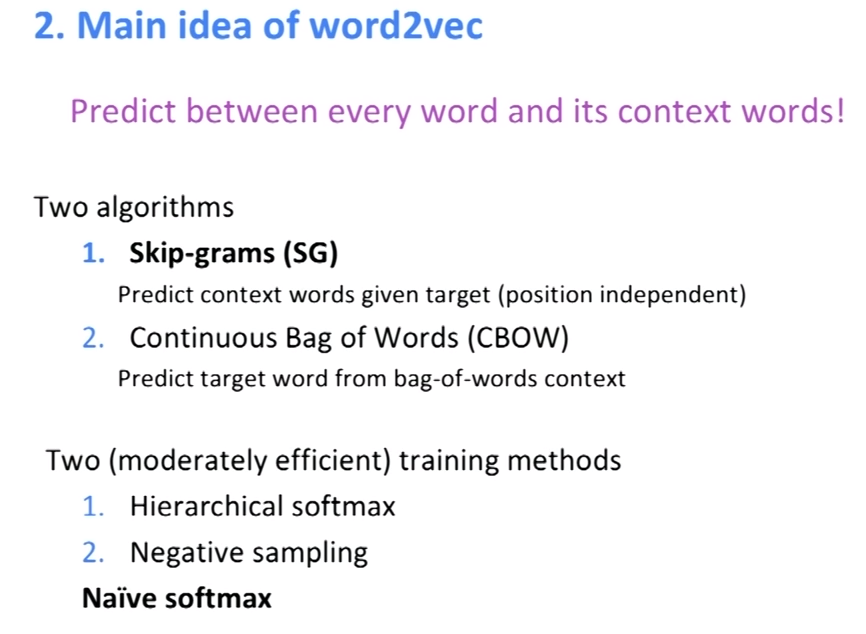 2. Main idea of word2vec
Predict between every word and its context words!
Two algorithms
1. Skip-grams (SG)
Predict context words given target (position independent)
2. Continuous Bag of Words (CBOW)
Predict target word from bag-of-words context
Two (moderately efficient) training methods
1. Hierarchical softmax
2. Negative sampling
Naïve softmax